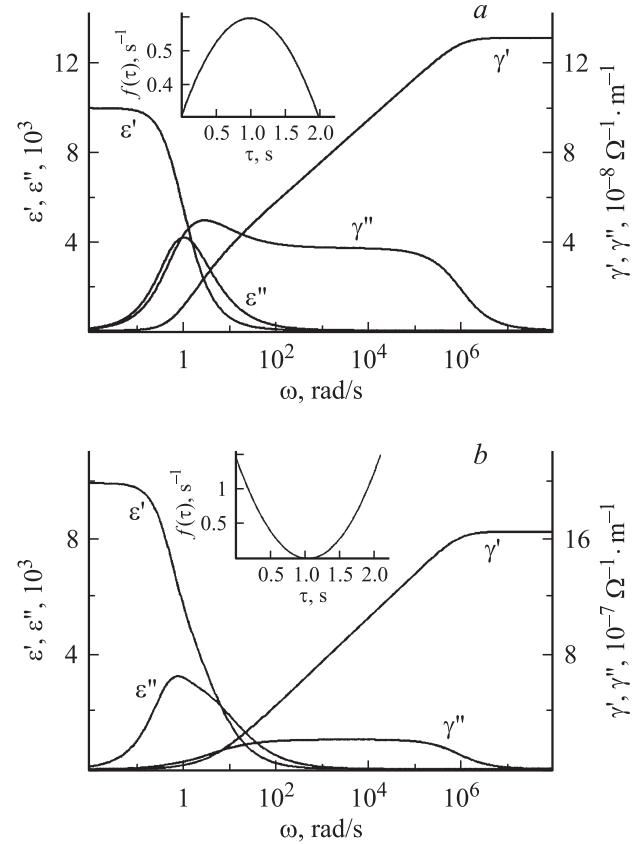 a
12
8
4
ε', ε", 10³
0.6
0.5
0.4
f(τ), s⁻¹
0.5 1.0 1.5 2.0
τ, s
ε'
γ'
γ"
ε"
12
8
4
γ', γ", 10⁻⁸ Ω⁻¹ · m⁻¹
1 10² 10⁴ 10⁶
ω, rad/s
b
8
4
ε', ε", 10³
1
0.5
f(τ), s⁻¹
0.5 1.0 1.5 2.0
τ, s
ε'
γ'
ε"
γ"
16
8
γ', γ", 10⁻⁷ Ω⁻¹ · m⁻¹
1 10² 10⁴ 10⁶
ω, rad/s